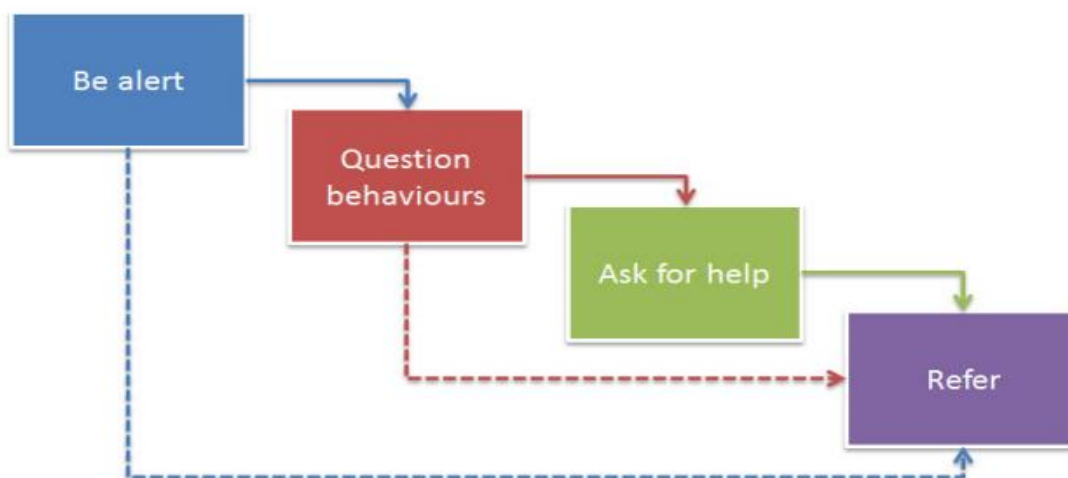 Be alert
Question
behaviours
Ask for help
Refer